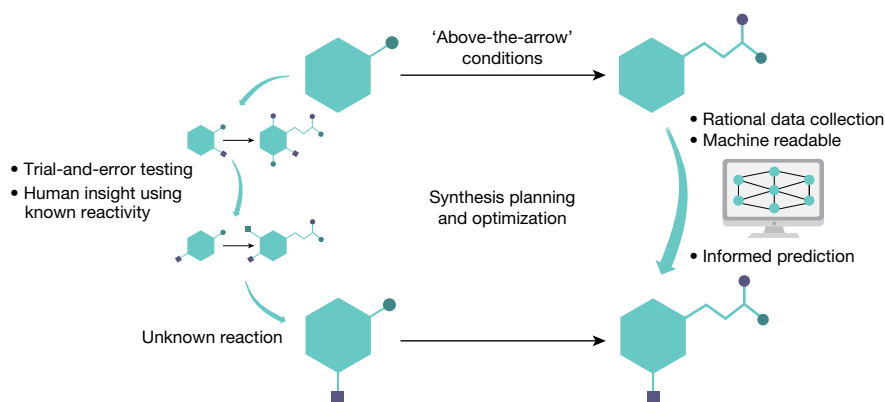 ‘Above-the-arrow’
conditions
• Rational data collection
• Machine readable
• Trial-and-error testing
• Human insight using
known reactivity
Synthesis planning
and optimization
• Informed prediction
Unknown reaction